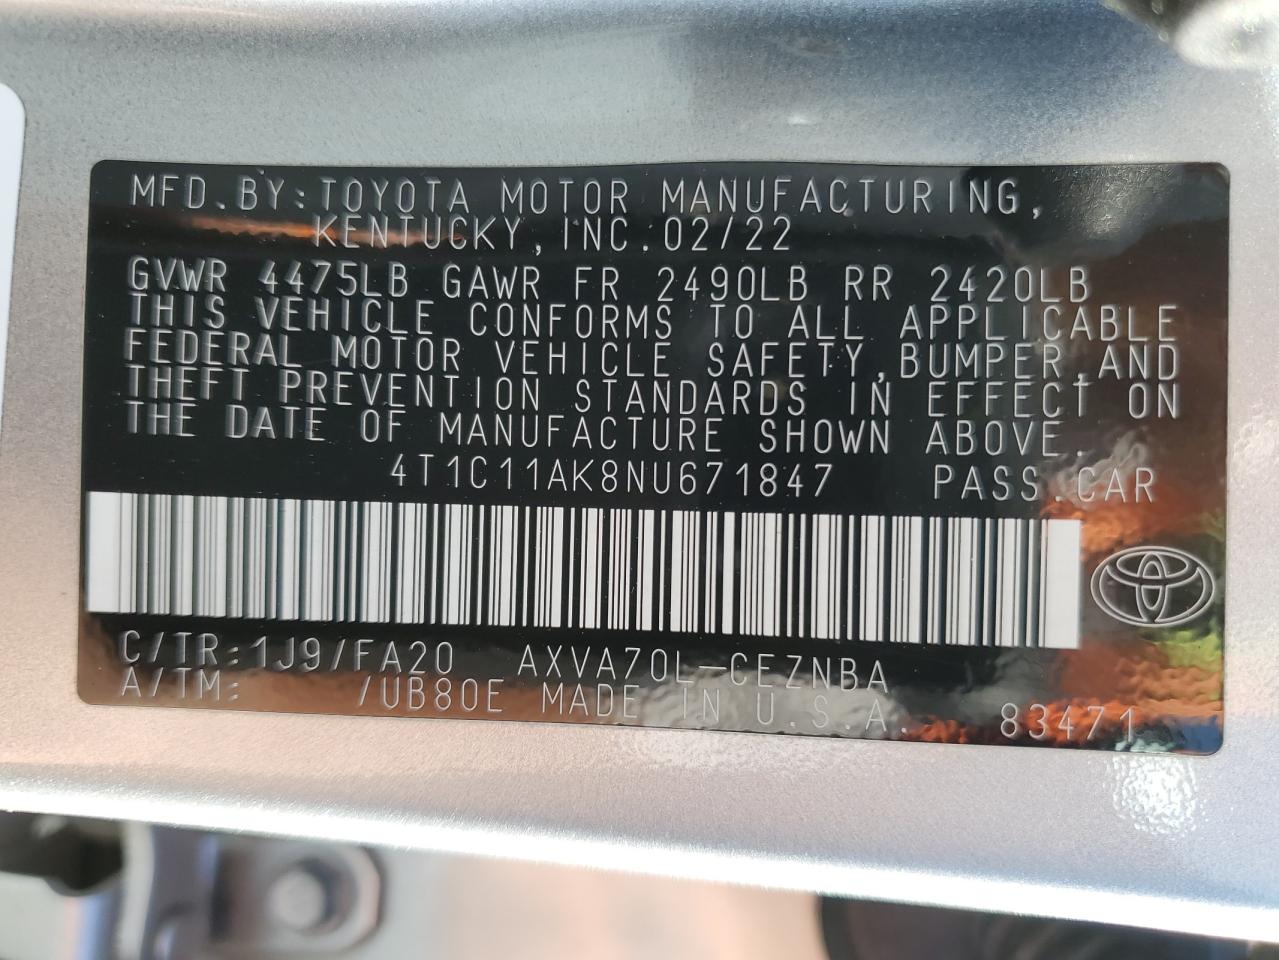 MFD.BY:TOYOTA MOTOR MANUFACTURING,
KENTUCKY,INC.02/22
GVWR 4475LB GAWR FR 2490LB RR 2420LB
THIS VEHICLE CONFORMS TO ALL APPLICABLE
FEDERAL MOTOR VEHICLE SAFETY,BUMPER,AND
THEFT PREVENTION STANDARDS IN EFFECT ON
THE DATE OF MANUFACTURE SHOWN ABOVE.
4T1C11AK8NU671847 PASS.CAR
C/TR:1J9/FA20 AXVA70L-CEZNBA
A/TM: /UB80E MADE IN U.S.A. 83471